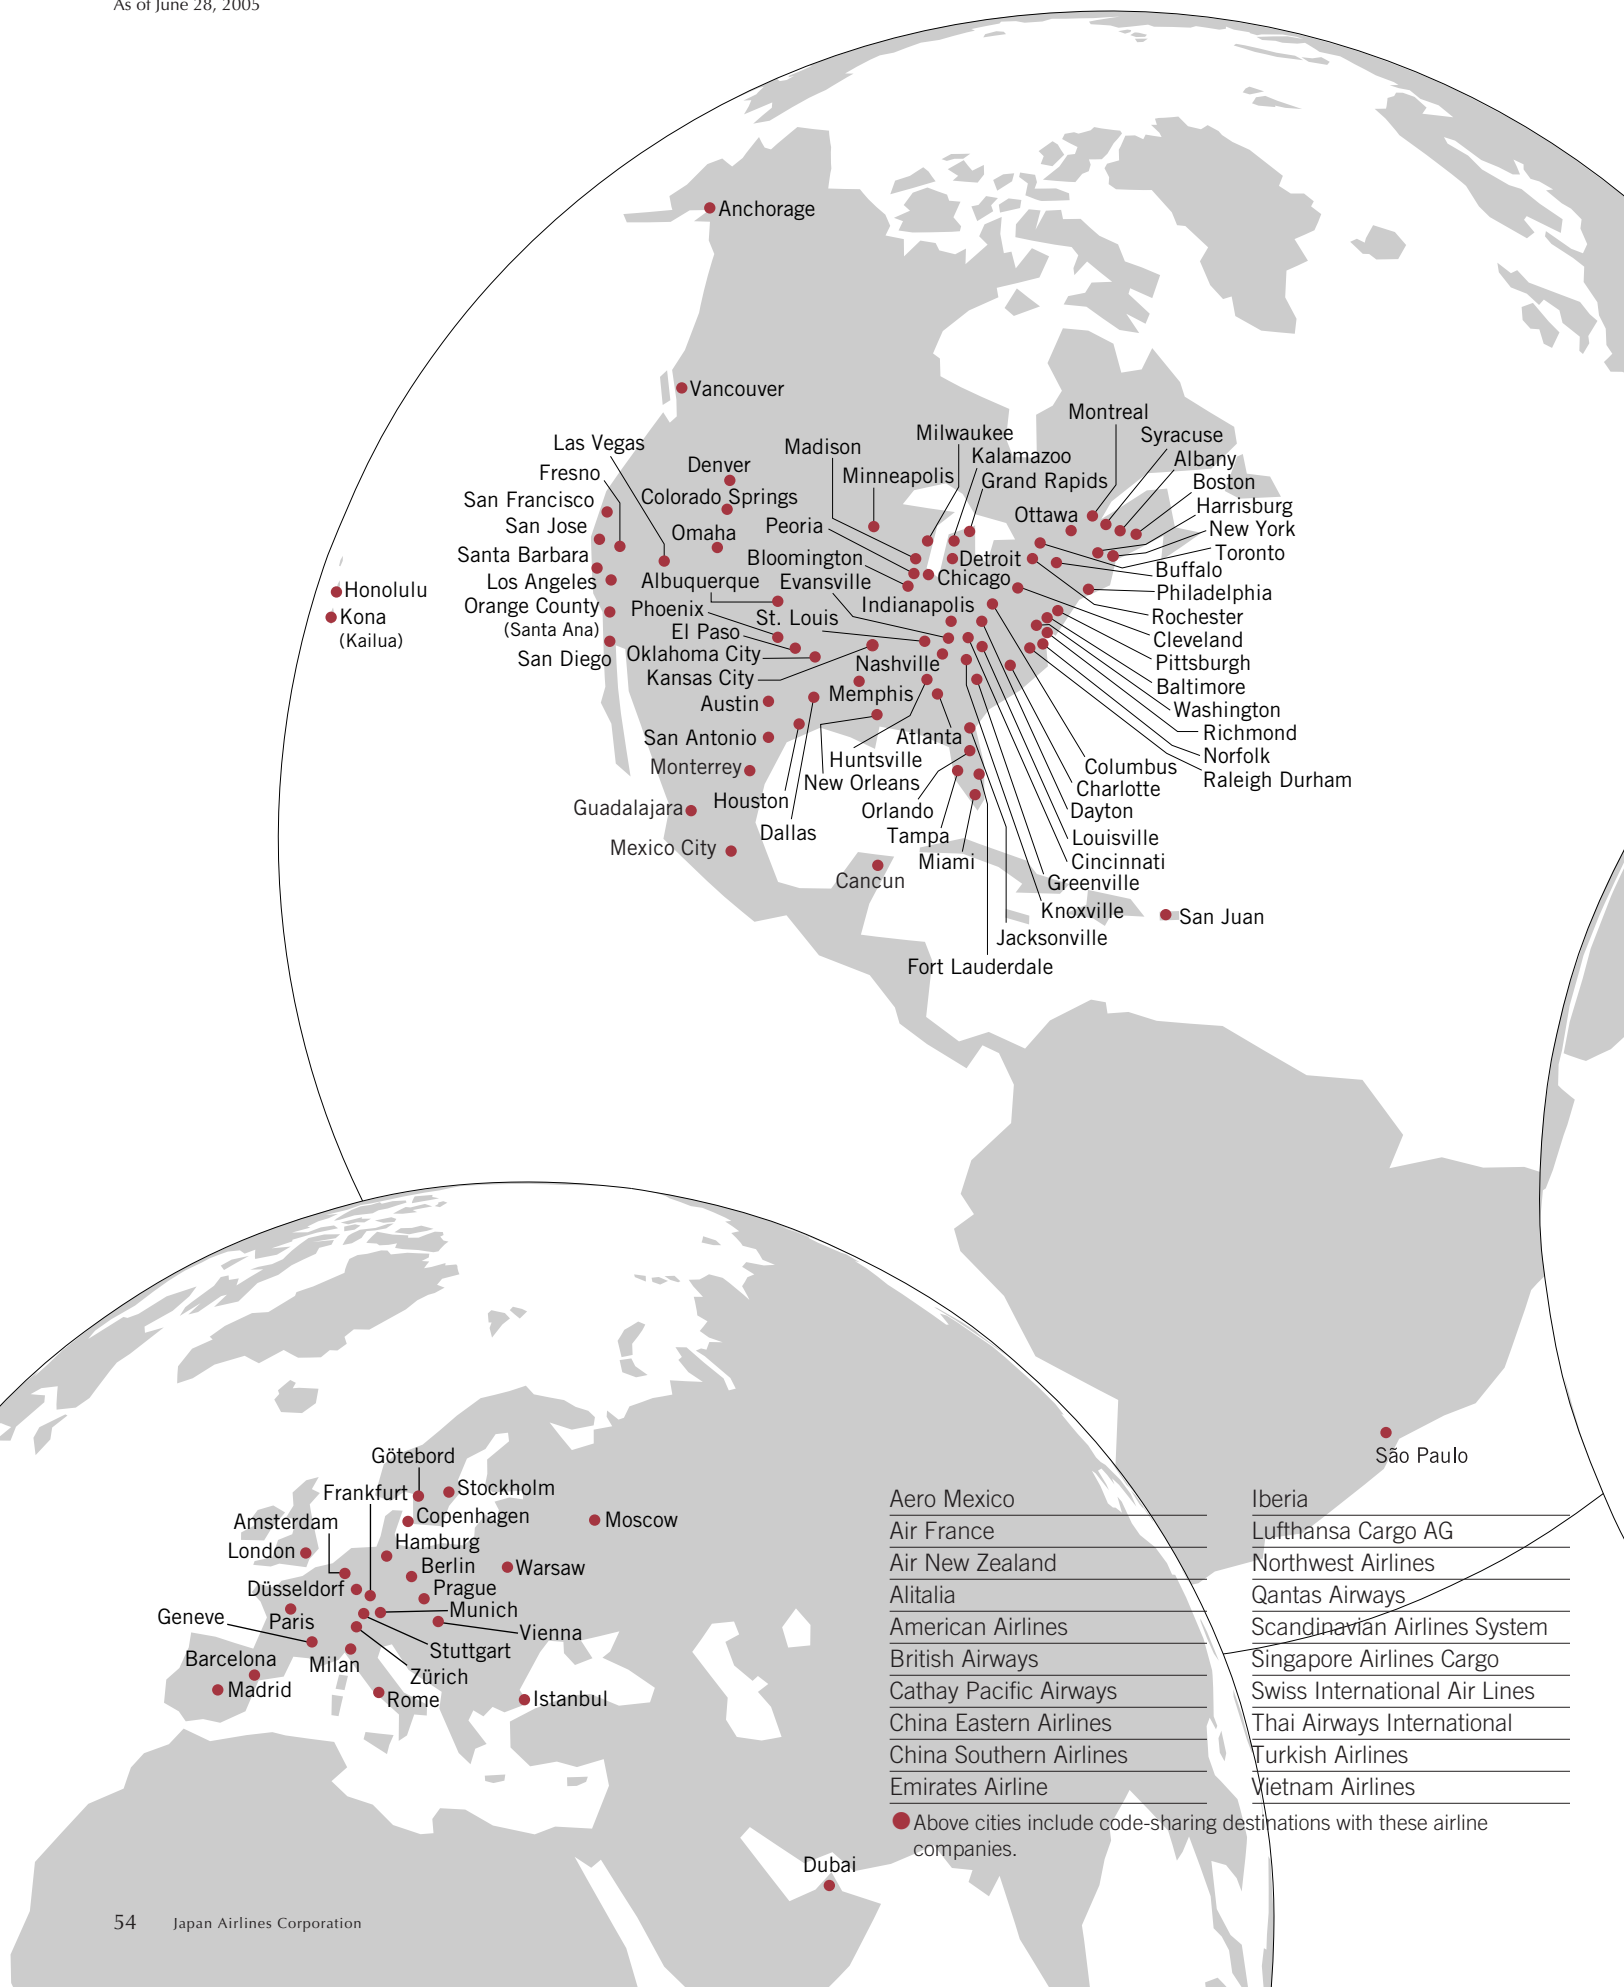 As of June 28, 2005
Anchorage
Vancouver
Montreal
Milwaukee
Syracuse
Las Vegas
Madison
Kalamazoo
Albany
Denver
Fresno
Minneapolis
Grand Rapids
Boston
San Francisco
Colorado Springs
Harrisburg
Ottawa
San Jose
Peoria
New York
Omaha
Toronto
Santa Barbara
Bloomington
Detroit
Buffalo
Los Angeles
Albuquerque
Evansville
Chicago
Philadelphia
Honolulu
Orange County
(Santa Ana)
Phoenix
Indianapolis
Rochester
Kona
(Kailua)
St. Louis
El Paso
Cleveland
San Diego
Oklahoma City
Nashville
Pittsburgh
Kansas City
Baltimore
Memphis
Austin
Washington
Richmond
San Antonio
Atlanta
Norfolk
Huntsville
Monterrey
Columbus
New Orleans
Raleigh Durham
Charlotte
Houston
Guadalajara
Orlando
Dayton
Dallas
Tampa
Louisville
Mexico City
Miami
Cincinnati
Cancun
Greenville
Knoxville
San Juan
Jacksonville
Fort Lauderdale
São Paulo
Götebord
Frankfurt
Stockholm
Amsterdam
Copenhagen
Moscow
London
Hamburg
Berlin
Warsaw
Düsseldorf
Prague
Geneve
Paris
Munich
Vienna
Stuttgart
Barcelona
Milan
Zürich
Madrid
Rome
Istanbul
Dubai
Aero Mexico
Air France
Air New Zealand
Alitalia
American Airlines
British Airways
Cathay Pacific Airways
China Eastern Airlines
China Southern Airlines
Emirates Airline
Iberia
Lufthansa Cargo AG
Northwest Airlines
Qantas Airways
Scandinavian Airlines System
Singapore Airlines Cargo
Swiss International Air Lines
Thai Airways International
Turkish Airlines
Vietnam Airlines
Above cities include code-sharing destinations with these airline
companies.
54 Japan Airlines Corporation